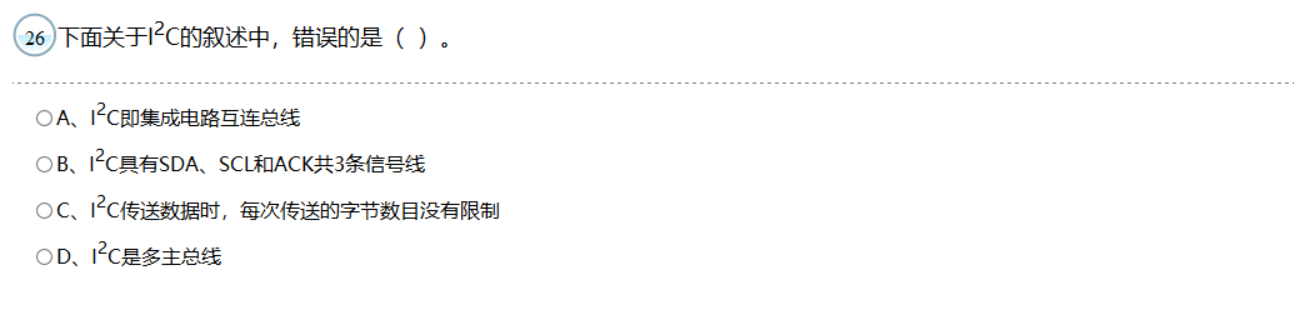 26 下面关于I²C的叙述中，错误的是（ ）。
A、I²C即集成电路互连总线
B、I²C具有SDA、SCL和ACK共3条信号线
C、I²C传送数据时，每次传送的字节数目没有限制
D、I²C是多主总线